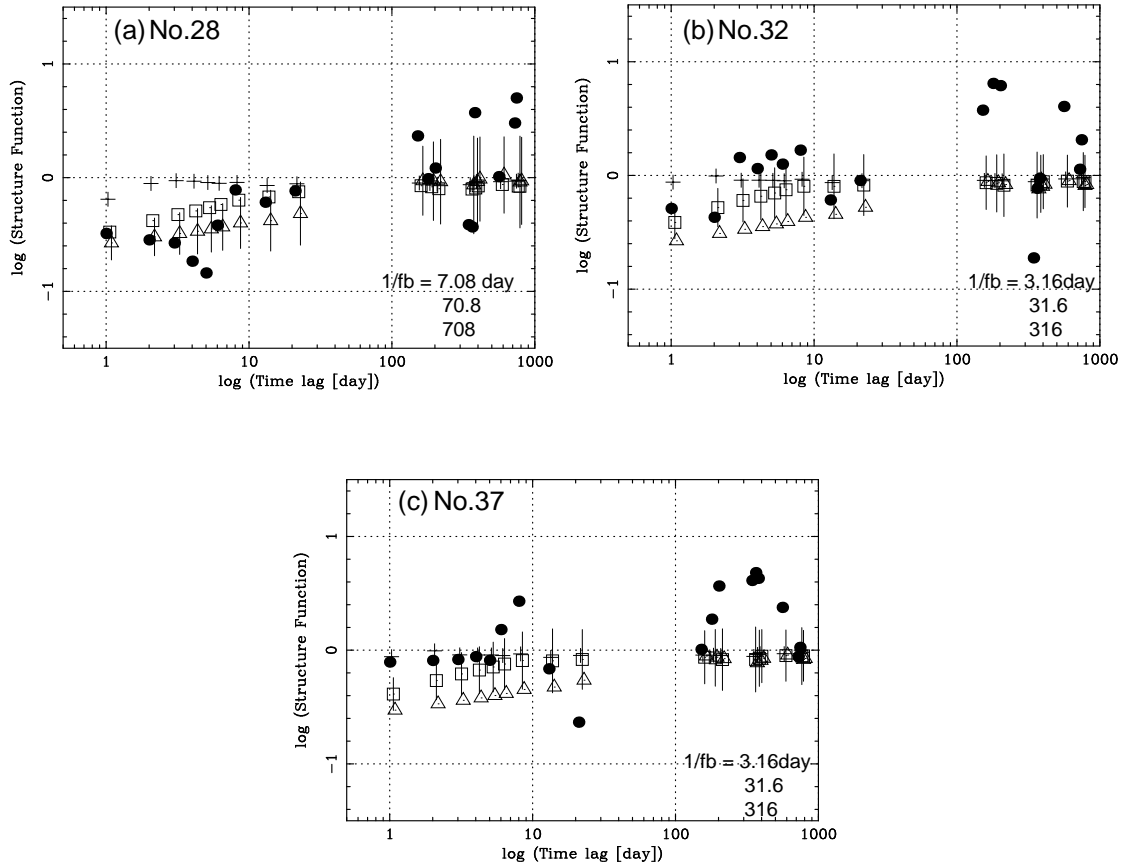 (a) No.28
log (Structure Function)
1
0
−1
1/fb = 7.08 day
70.8
708
1 10 100 1000
log (Time lag [day])
(b) No.32
log (Structure Function)
1
0
−1
1/fb = 3.16day
31.6
316
1 10 100 1000
log (Time lag [day])
(c) No.37
log (Structure Function)
1
0
−1
1/fb = 3.16day
31.6
316
1 10 100 1000
log (Time lag [day])